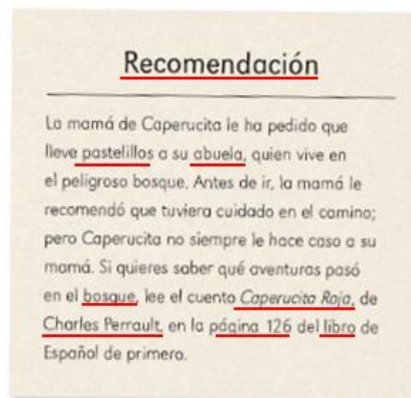 Recomendación
La mamá de Caperucita le ha pedido que
lleve pastelillos a su abuela, quien vive en
el peligroso bosque. Antes de ir, la mamá le
recomendó que tuviera cuidado en el camino;
pero Caperucita no siempre le hace caso a su
mamá. Si quieres saber qué aventuras pasó
en el bosque, lee el cuento Caperucita Roja, de
Charles Perrault, en la página 126 del libro de
Español de primero.